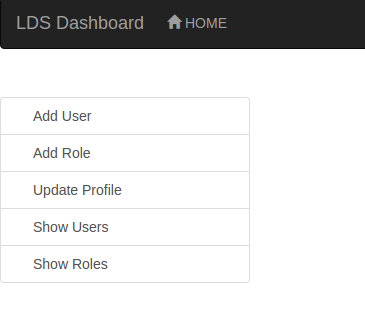 LDS Dashboard HOME
Add User
Add Role
Update Profile
Show Users
Show Roles